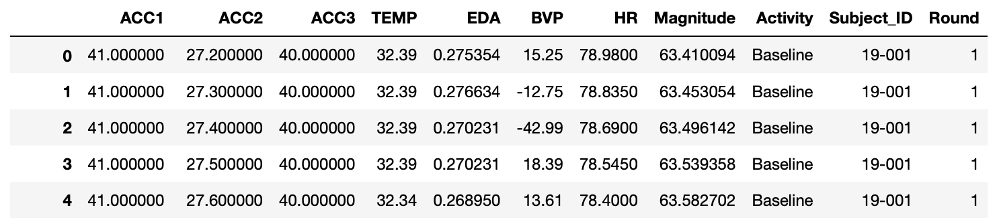 ACC1 ACC2 ACC3 TEMP EDA BVP HR Magnitude Activity Subject_ID Round
0 41.000000 27.200000 40.000000 32.39 0.275354 15.25 78.9800 63.410094 Baseline 19-001 1
1 41.000000 27.300000 40.000000 32.39 0.276634 -12.75 78.8350 63.453054 Baseline 19-001 1
2 41.000000 27.400000 40.000000 32.39 0.270231 -42.99 78.6900 63.496142 Baseline 19-001 1
3 41.000000 27.500000 40.000000 32.39 0.270231 18.39 78.5450 63.539358 Baseline 19-001 1
4 41.000000 27.600000 40.000000 32.34 0.268950 13.61 78.4000 63.582702 Baseline 19-001 1